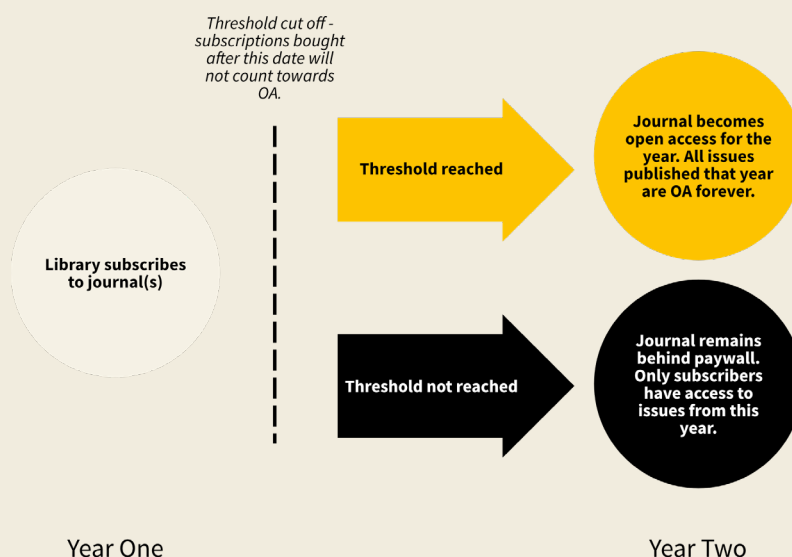 Threshold cut off -
subscriptions bought
after this date will
not count towards
OA.
Library subscribes
to journal(s)
Threshold reached
Journal becomes
open access for the
year. All issues
published that year
are OA forever.
Threshold not reached
Journal remains
behind paywall.
Only subscribers
have access to
issues from this
year.
Year One
Year Two